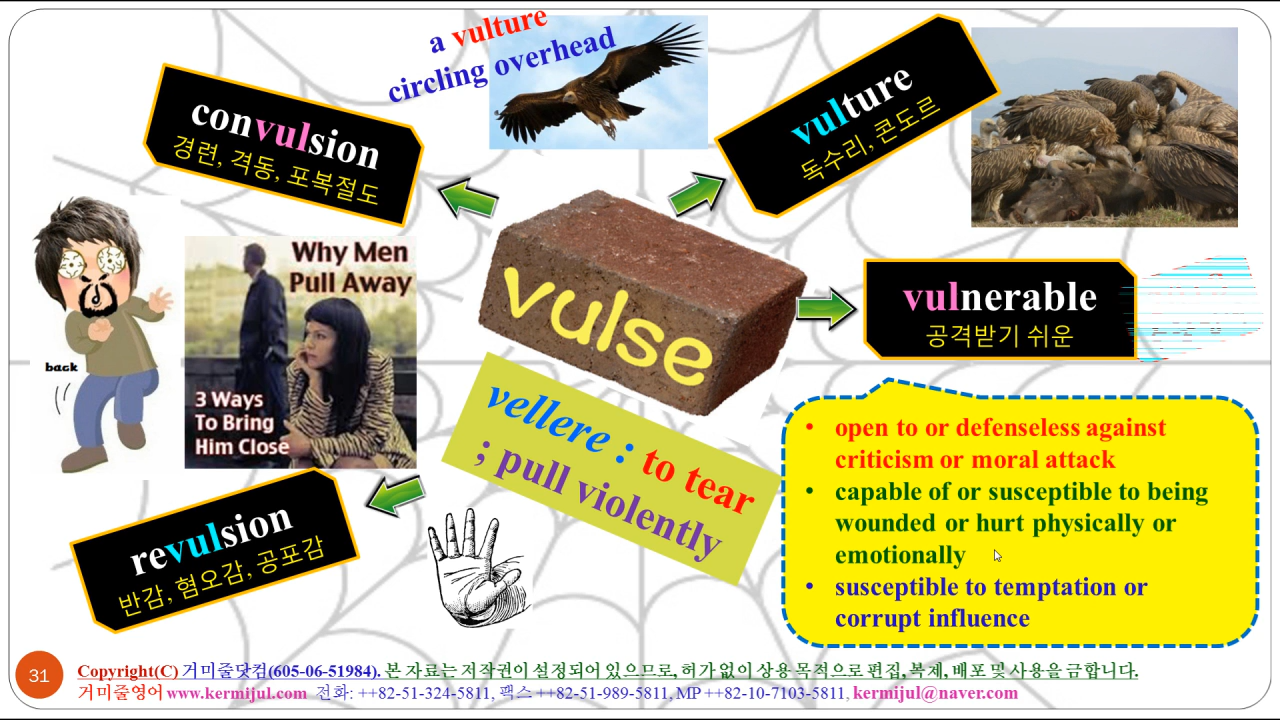 a vulture
circling overhead
convulsion
경련, 격동, 포복절도
vulture
독수리, 콘도르
Why Men
Pull Away
3 Ways
To Bring
Him Close
back
vulse
vulnerable
공격받기 쉬운
vellere : to tear
; pull violently
• open to or defenseless against
criticism or moral attack
• capable of or susceptible to being
wounded or hurt physically or
emotionally
• susceptible to temptation or
corrupt influence
revulsion
반감, 혐오감, 공포감
31
Copyright(C) 거미줄닷컴(605-06-51984). 본 자료는 저작권이 설정되어 있으므로, 허가 없이 상용 목적으로 편집, 복제, 배포 및 사용을 금합니다.
거미줄영어 www.kermijul.com 전화: ++82-51-324-5811, 팩스 ++82-51-989-5811, MP ++82-10-7103-5811, kermijul@naver.com